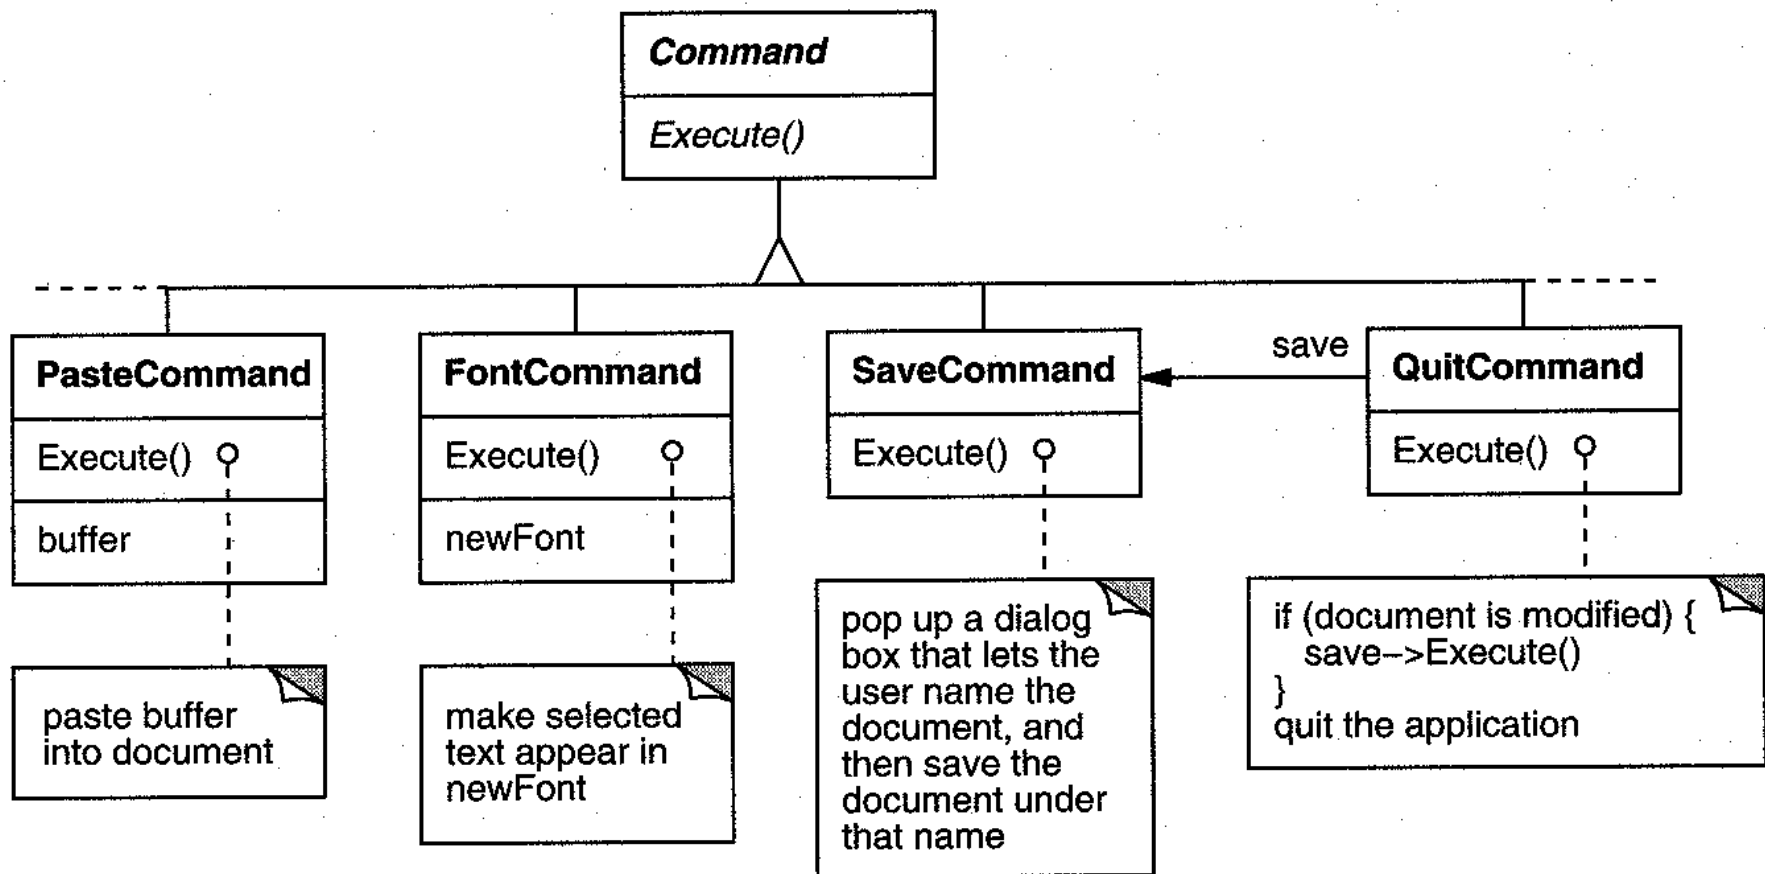 Command
Execute()
PasteCommand
Execute()
buffer
paste buffer
into document
FontCommand
Execute()
newFont
make selected
text appear in
newFont
SaveCommand
Execute()
pop up a dialog
box that lets the
user name the
document, and
then save the
document under
that name
save
QuitCommand
Execute()
if (document is modified) {
save->Execute()
}
quit the application